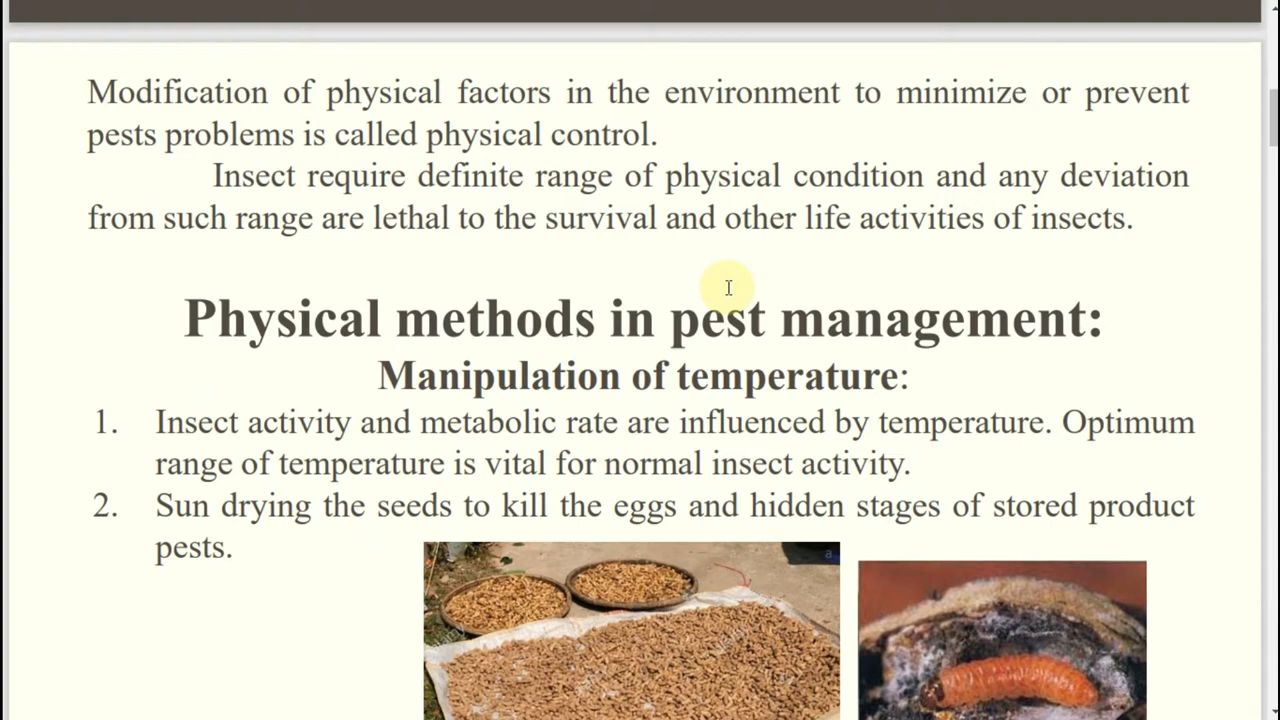 Modification of physical factors in the environment to minimize or prevent
pests problems is called physical control.
Insect require definite range of physical condition and any deviation
from such range are lethal to the survival and other life activities of insects.
Physical methods in pest management:
Manipulation of temperature:
1. Insect activity and metabolic rate are influenced by temperature. Optimum
range of temperature is vital for normal insect activity.
2. Sun drying the seeds to kill the eggs and hidden stages of stored product
pests.
a